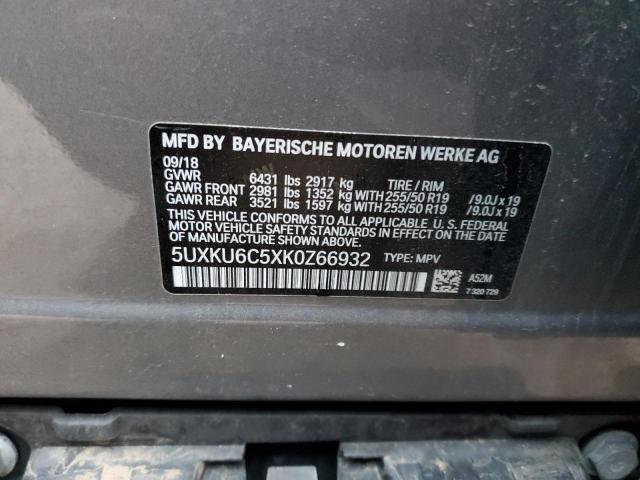 MFD BY BAYERISCHE MOTOREN WERKE AG
09/18
GVWR 6431 lbs 2917 kg TIRE / RIM
GAWR FRONT 2981 lbs 1352 kg WITH 255/50 R19 /9.0J x 19
GAWR REAR 3521 lbs 1597 kg WITH 255/50 R19 /9.0J x 19
THIS VEHICLE CONFORMS TO ALL APPLICABLE U. S. FEDERAL
MOTOR VEHICLE SAFETY STANDARDS IN EFFECT ON THE DATE
OF MANUFACTURE SHOWN ABOVE.
5UXKU6C5XK0Z66932 TYPE: MPV
A52M
7 320 729